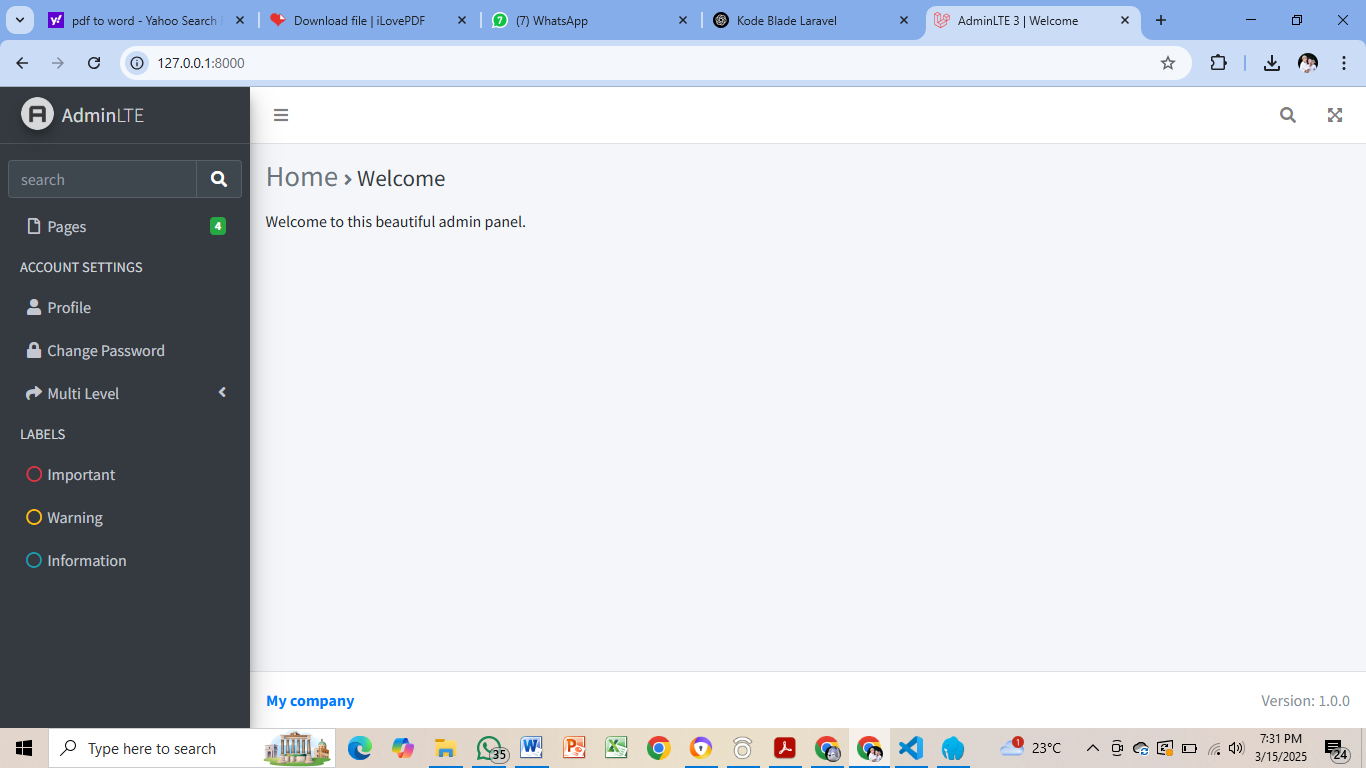 pdf to word - Yahoo Search
Download file | iLovePDF
(7) WhatsApp
Kode Blade Laravel
AdminLTE 3 | Welcome
127.0.0.1:8000
AdminLTE
search
Pages
4
ACCOUNT SETTINGS
Profile
Change Password
Multi Level
LABELS
Important
Warning
Information
Home › Welcome
Welcome to this beautiful admin panel.
My company
Version: 1.0.0
Type here to search
35
1
23°C
7:31 PM
3/15/2025
24